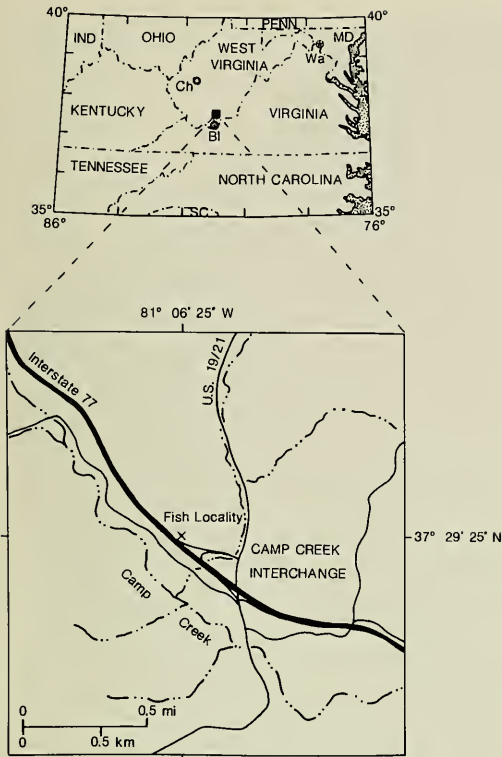 40°
PENN
40°
IND
OHIO
MD
WEST
VIRGINIA
Wa
Ch
KENTUCKY
VIRGINIA
Bl
TENNESSEE
NORTH CAROLINA
35°
SC
35°
86°
76°
81° 06' 25" W
Interstate 77
U.S. 19/21
Fish Locality
37° 29' 25" N
CAMP CREEK
INTERCHANGE
Camp
Creek
0 0.5 mi
0 0.5 km